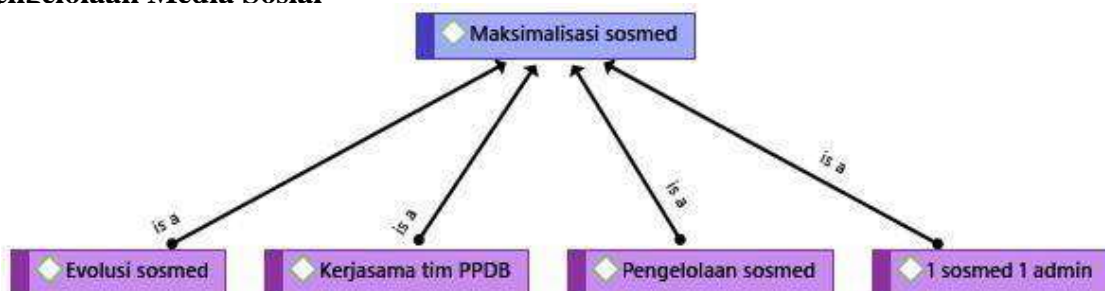 Media Sosial
Maksimalisasi sosmed
is a
is a
is a
is a
Evolusi sosmed
Kerjasama tim PPDB
Pengelolaan sosmed
1 sosmed 1 admin